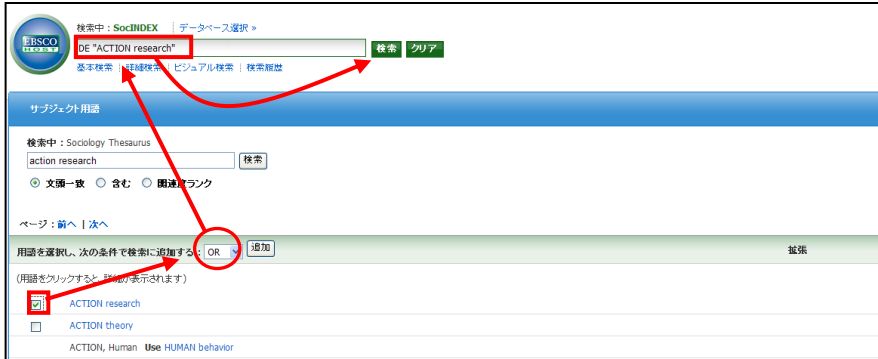 検索中：SocINDEX データベース選択 »
EBSCO
HOST
DE "ACTION research" 検索 クリア
基本検索 詳細検索 ビジュアル検索 検索履歴
サブジェクト用語
検索中：Sociology Thesaurus
action research 検索
文頭一致 含む 関連度ランク
ページ：前へ | 次へ
用語を選択し、次の条件で検索に追加する： OR 追加 拡張
(用語をクリックすると、詳細が表示されます)
ACTION research
ACTION theory
ACTION, Human Use HUMAN behavior